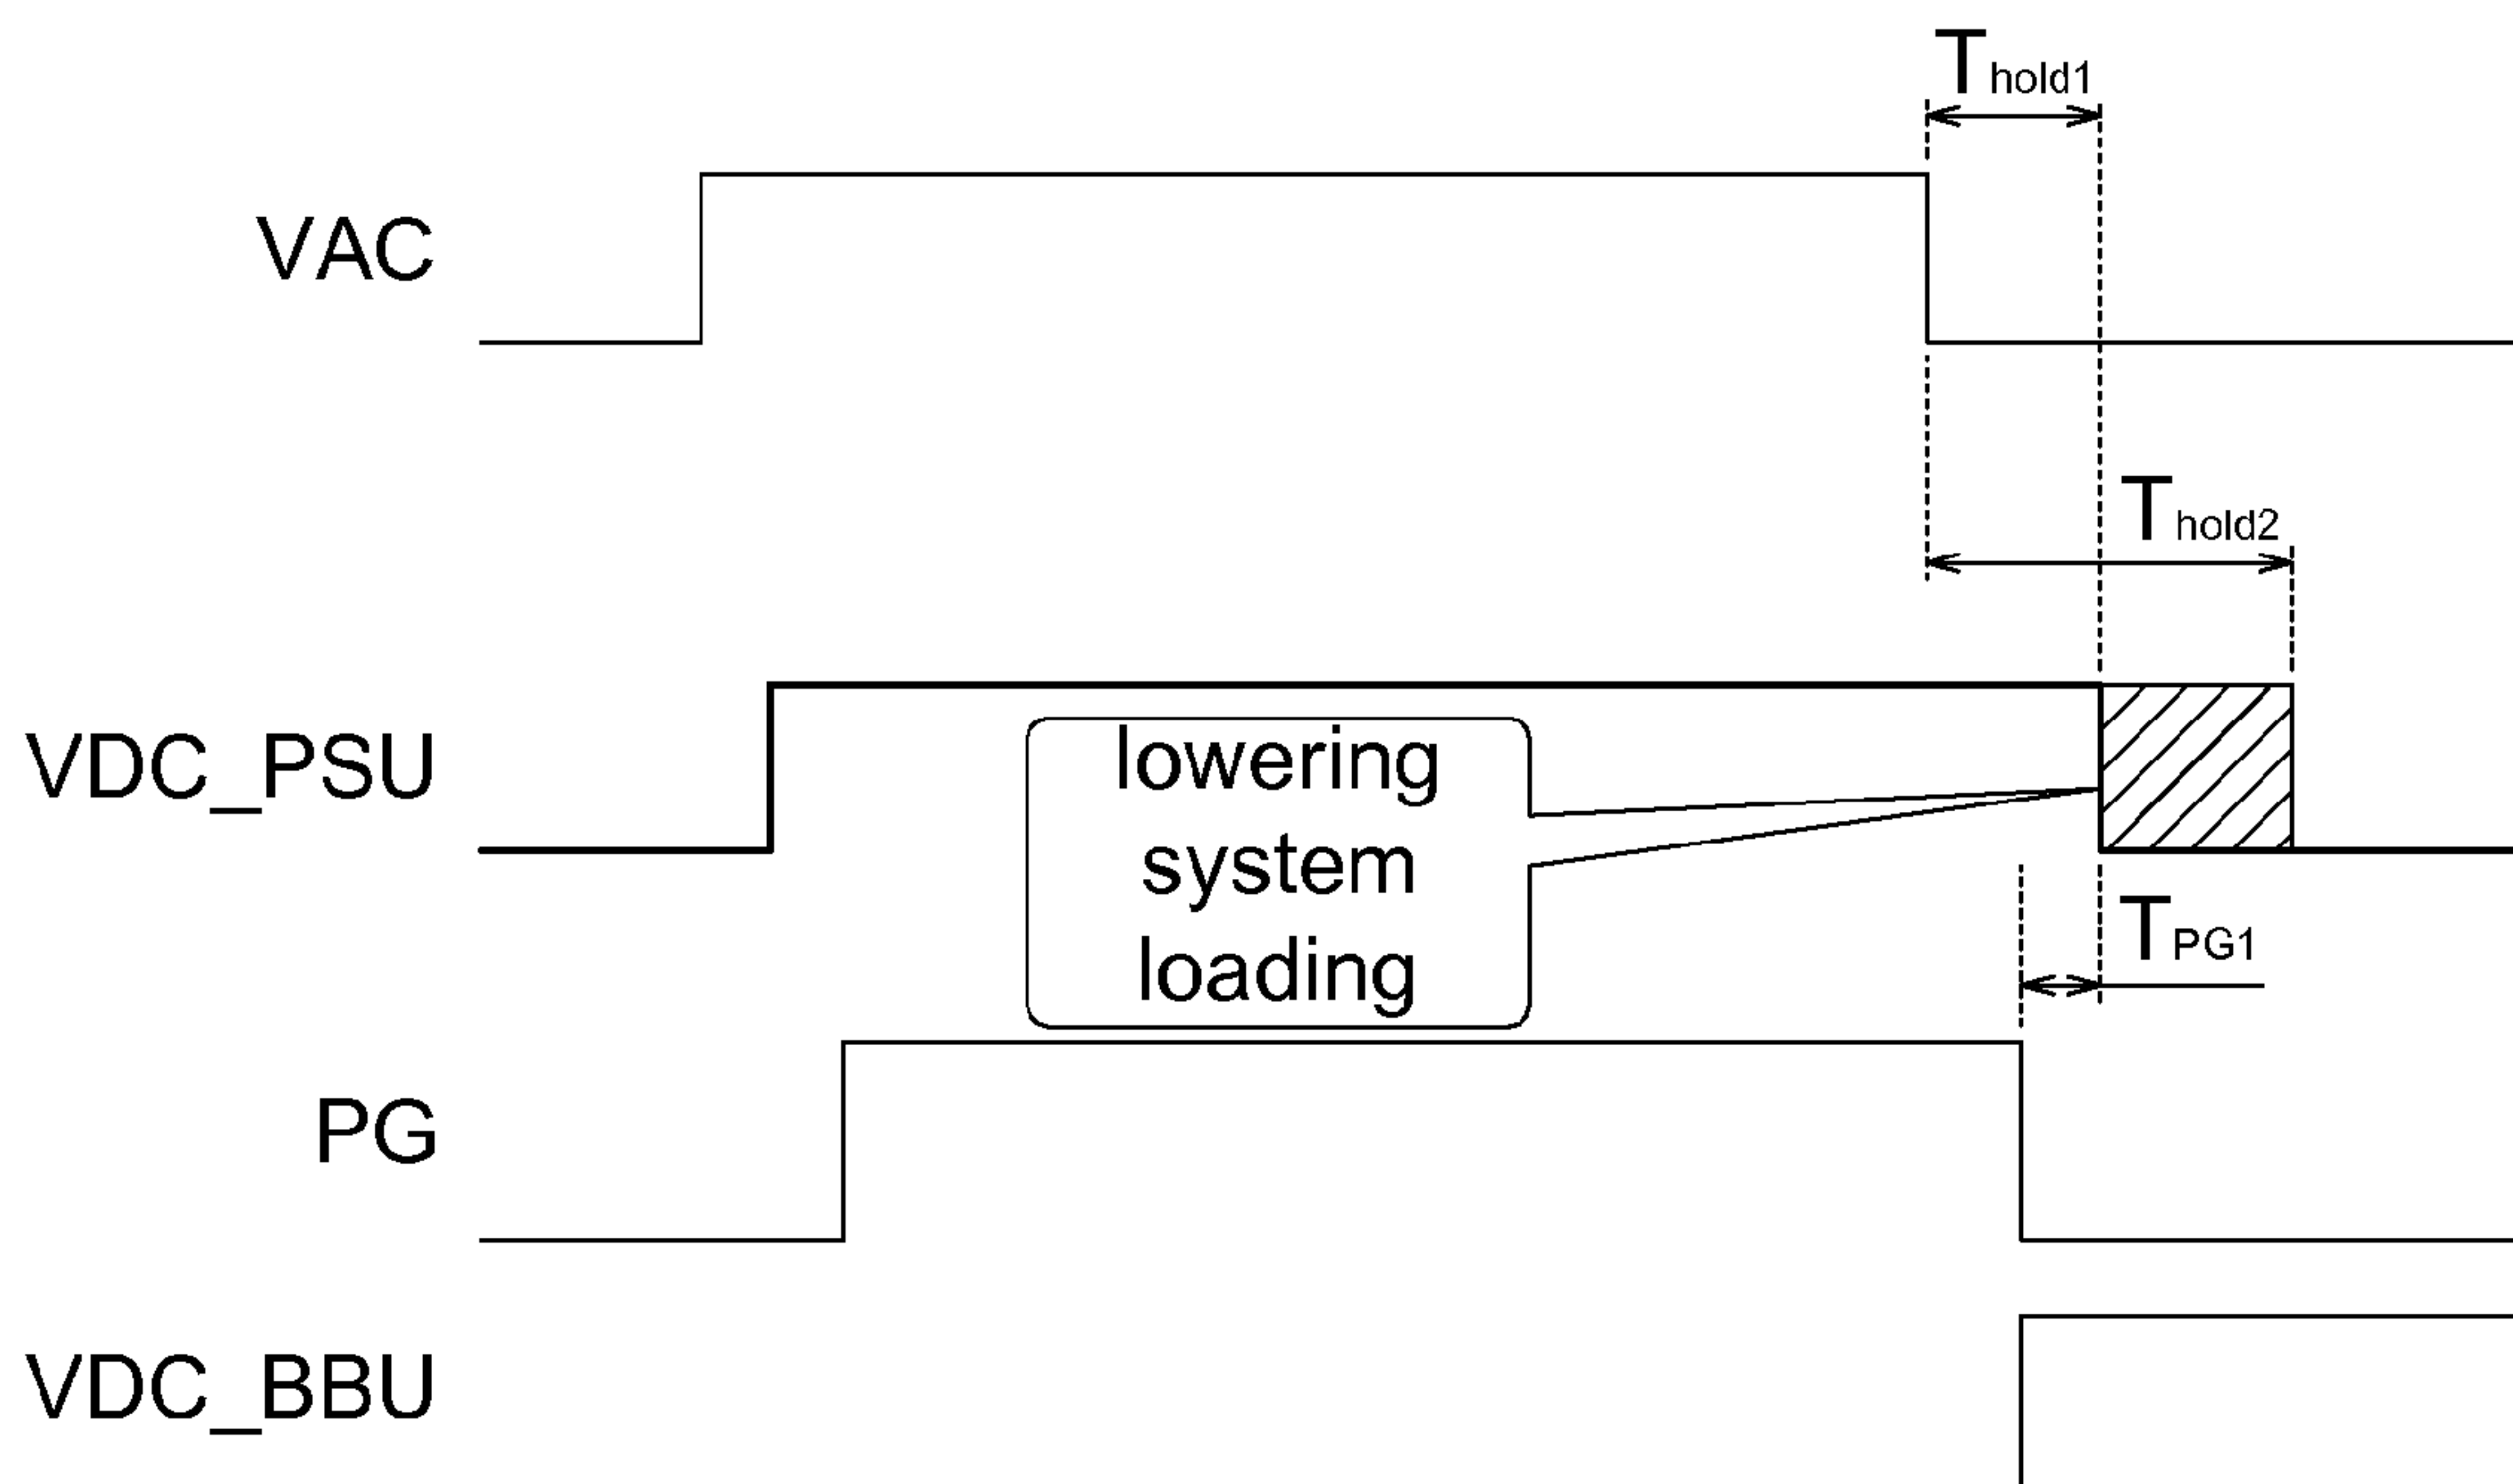 Thold1
VAC
Thold2
VDC_PSU
lowering
system
loading
TPG1
PG
VDC_BBU